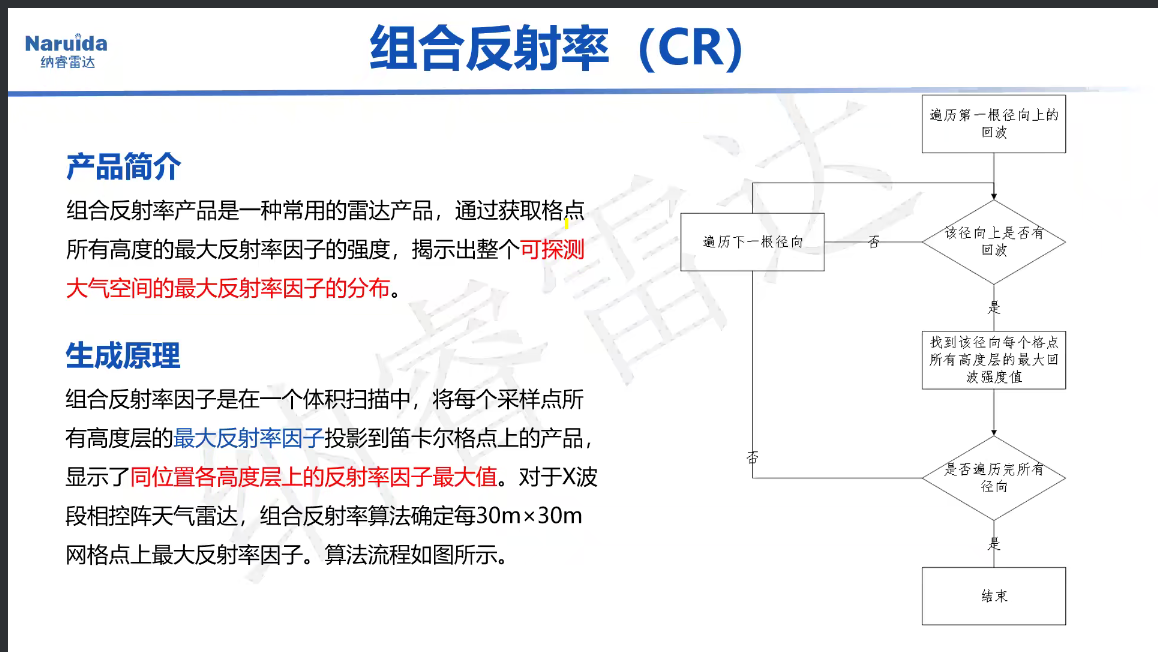 Naruida
纳睿雷达
组合反射率（CR）
产品简介
组合反射率产品是一种常用的雷达产品，通过获取格点
所有高度的最大反射率因子的强度，揭示出整个可探测
大气空间的最大反射率因子的分布。
生成原理
组合反射率因子是在一个体积扫描中，将每个采样点所
有高度层的最大反射率因子投影到笛卡尔格点上的产品，
显示了同位置各高度层上的反射率因子最大值。对于X波
段相控阵天气雷达，组合反射率算法确定每30m×30m
网格点上最大反射率因子。算法流程如图所示。
遍历第一根径向上的
回波
遍历下一根径向
否
该径向上是否有
回波
是
找到该径向每个格点
所有高度层的最大回
波强度值
否
是否遍历完所有
径向
是
结束
纳睿雷达